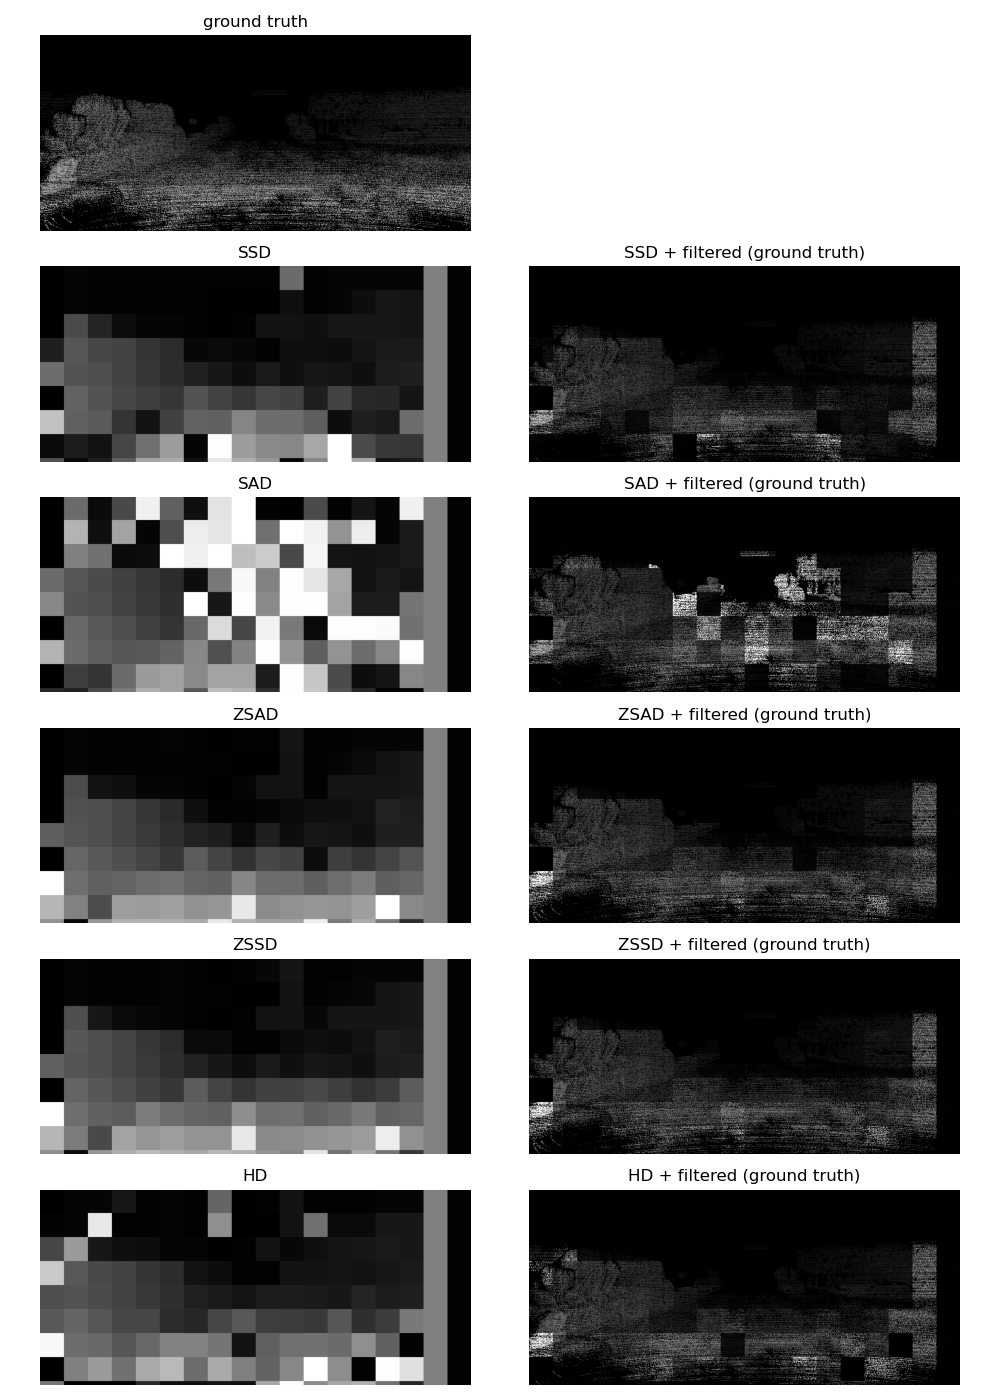 ground truth
SSD
SSD + filtered (ground truth)
SAD
SAD + filtered (ground truth)
ZSAD
ZSAD + filtered (ground truth)
ZSSD
ZSSD + filtered (ground truth)
HD
HD + filtered (ground truth)